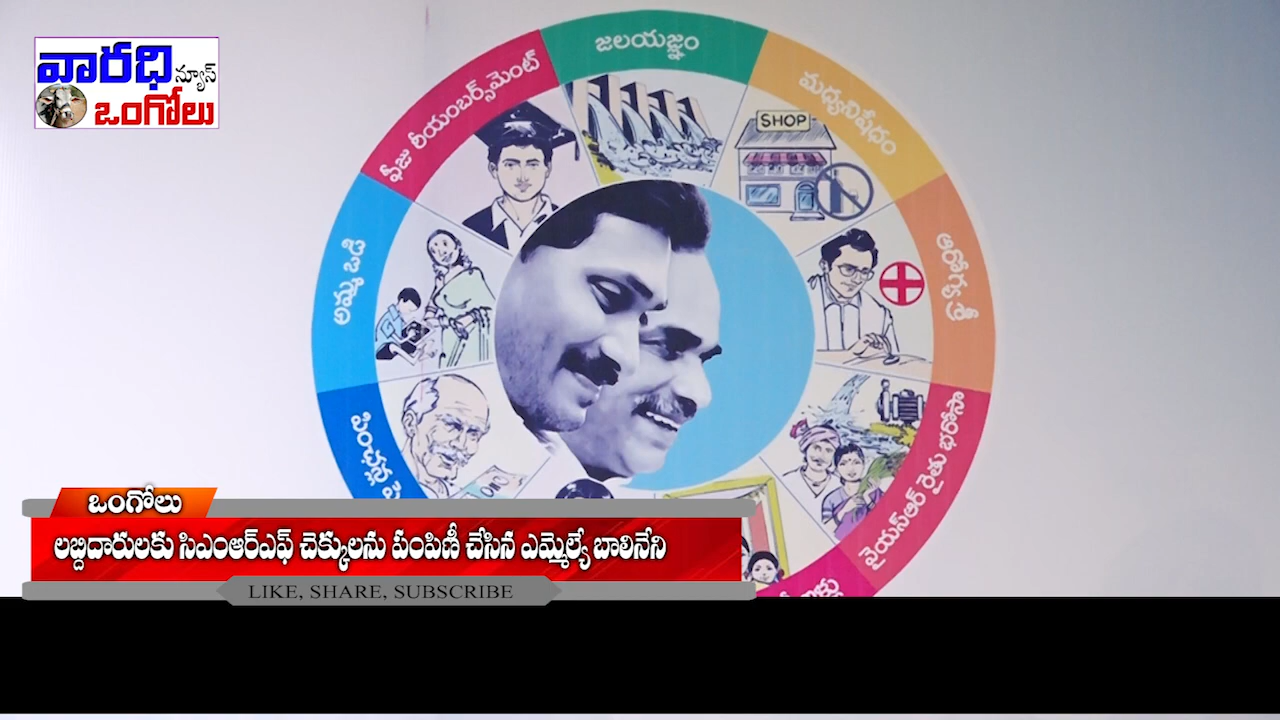 వారధి న్యూస్
ఒంగోలు
జలయజ్ఞం
మధ్యనిషేధం
ఆరోగ్యశ్రీ
వైయస్ఆర్ రైతు భరోసా
ఫీజు రీయంబర్స్‌మెంట్
అమ్మ ఒడి
SHOP
ఒంగోలు
లబ్దిదారులకు సిఎంఆర్ఎఫ్ చెక్కులను పంపిణీ చేసిన ఎమ్మెల్యే బాలినేని
LIKE, SHARE, SUBSCRIBE